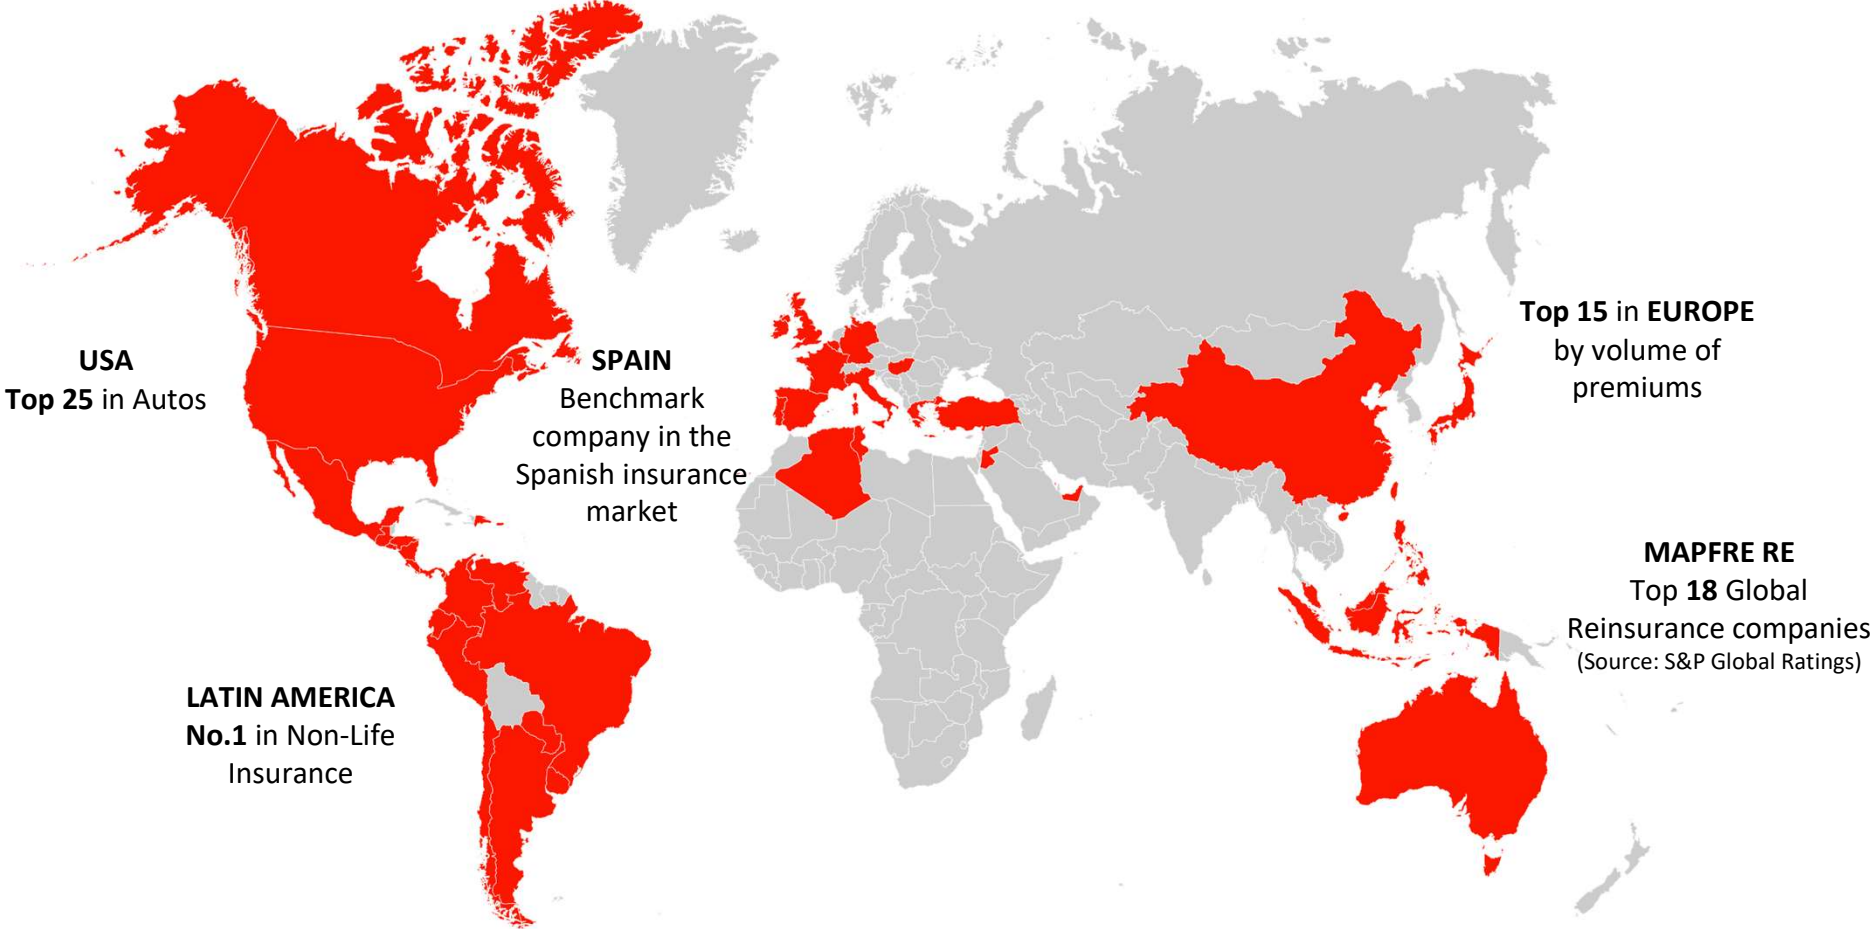 USA
Top 25 in Autos
SPAIN
Benchmark
company in the
Spanish insurance
market
LATIN AMERICA
No.1 in Non-Life
Insurance
Top 15 in EUROPE
by volume of
premiums
MAPFRE RE
Top 18 Global
Reinsurance companies
(Source: S&P Global Ratings)